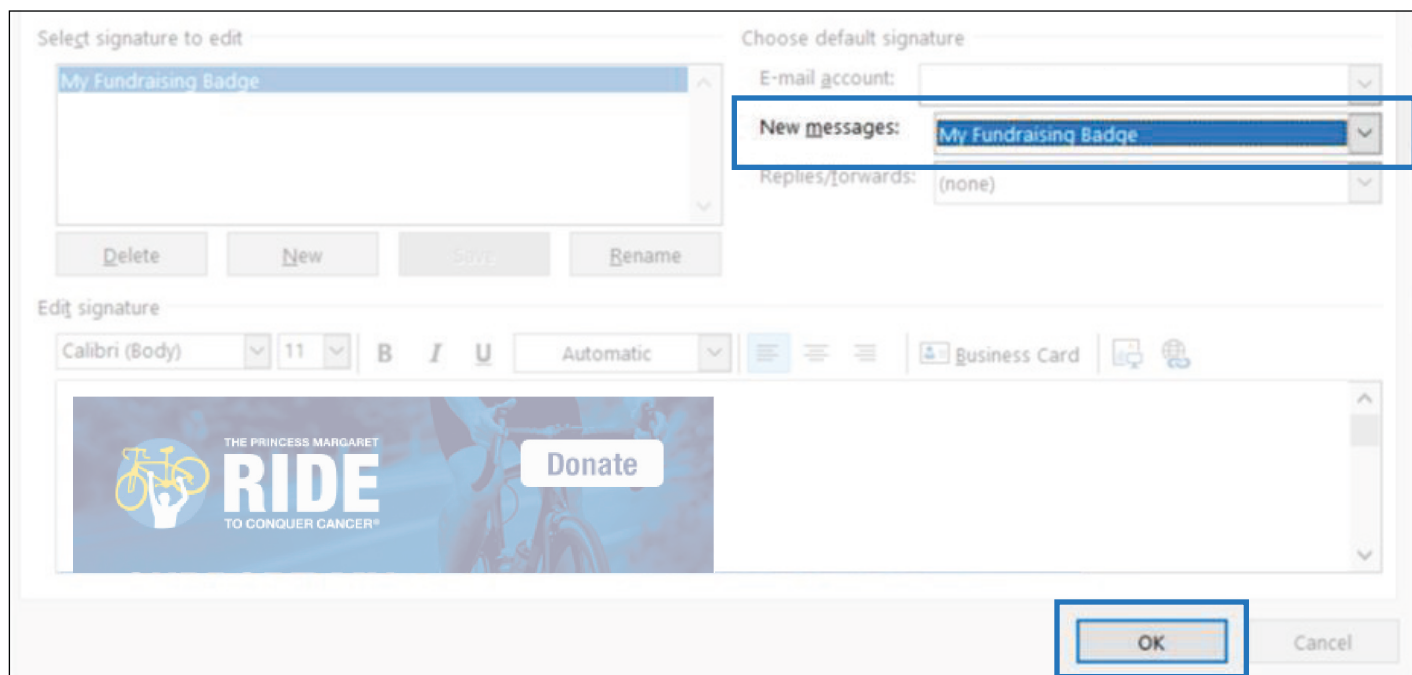 Select signature to edit
Choose default signature
My Fundraising Badge
E-mail account:
New messages:
My Fundraising Badge
Replies/forwards:
(none)
Delete
New
Save
Rename
Edit signature
Calibri (Body)
11
B
I
U
Automatic
Business Card
THE PRINCESS MARGARET
RIDE
TO CONQUER CANCER®
Donate
OK
Cancel